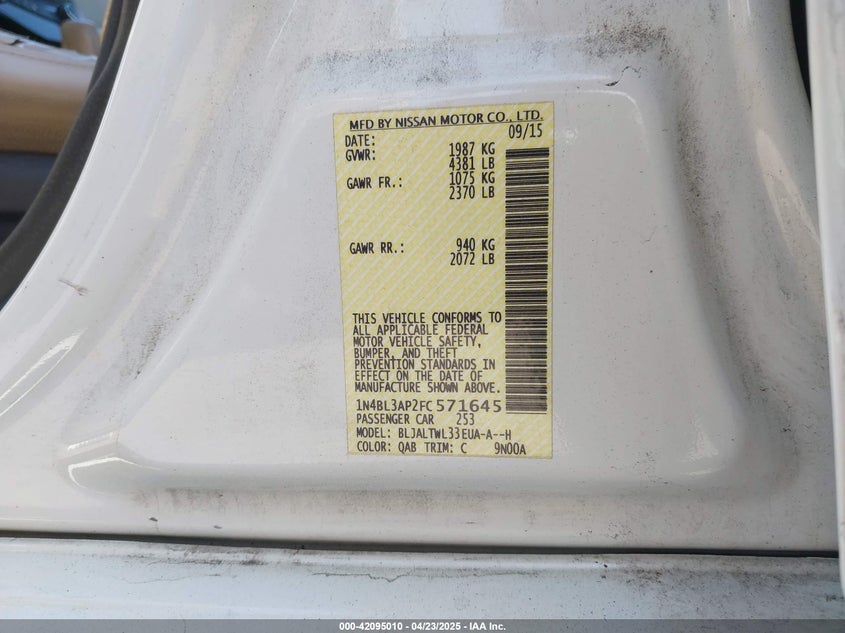 MFD BY NISSAN MOTOR CO., LTD.
DATE: 09/15
GVWR: 1987 KG
4381 LB
GAWR FR.: 1075 KG
2370 LB
GAWR RR.: 940 KG
2072 LB
THIS VEHICLE CONFORMS TO
ALL APPLICABLE FEDERAL
MOTOR VEHICLE SAFETY,
BUMPER, AND THEFT
PREVENTION STANDARDS IN
EFFECT ON THE DATE OF
MANUFACTURE SHOWN ABOVE.
1N4BL3AP2FC571645
PASSENGER CAR 253
MODEL: BLJALTWL33EUA-A--H
COLOR: QAB TRIM: C 9N00A
000-42095010 - 04/23/2025 - IAA Inc.